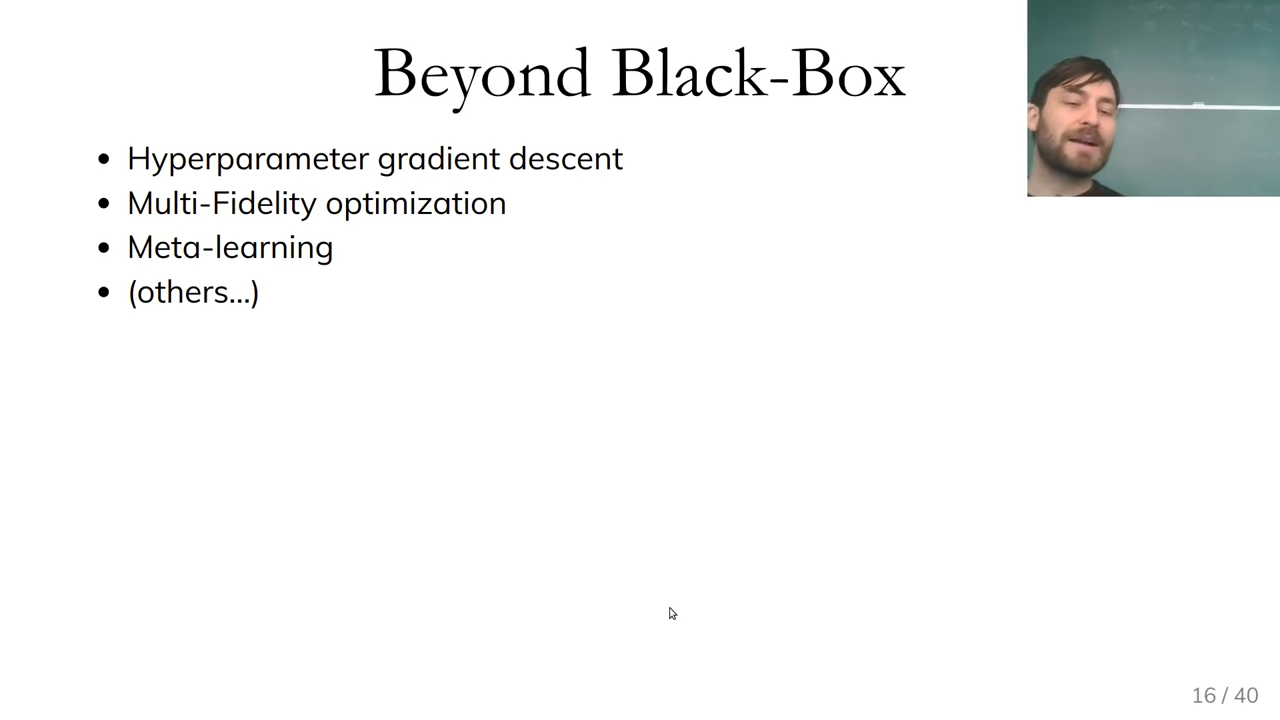 Beyond Black-Box
• Hyperparameter gradient descent
• Multi-Fidelity optimization
• Meta-learning
• (others...)
16 / 40